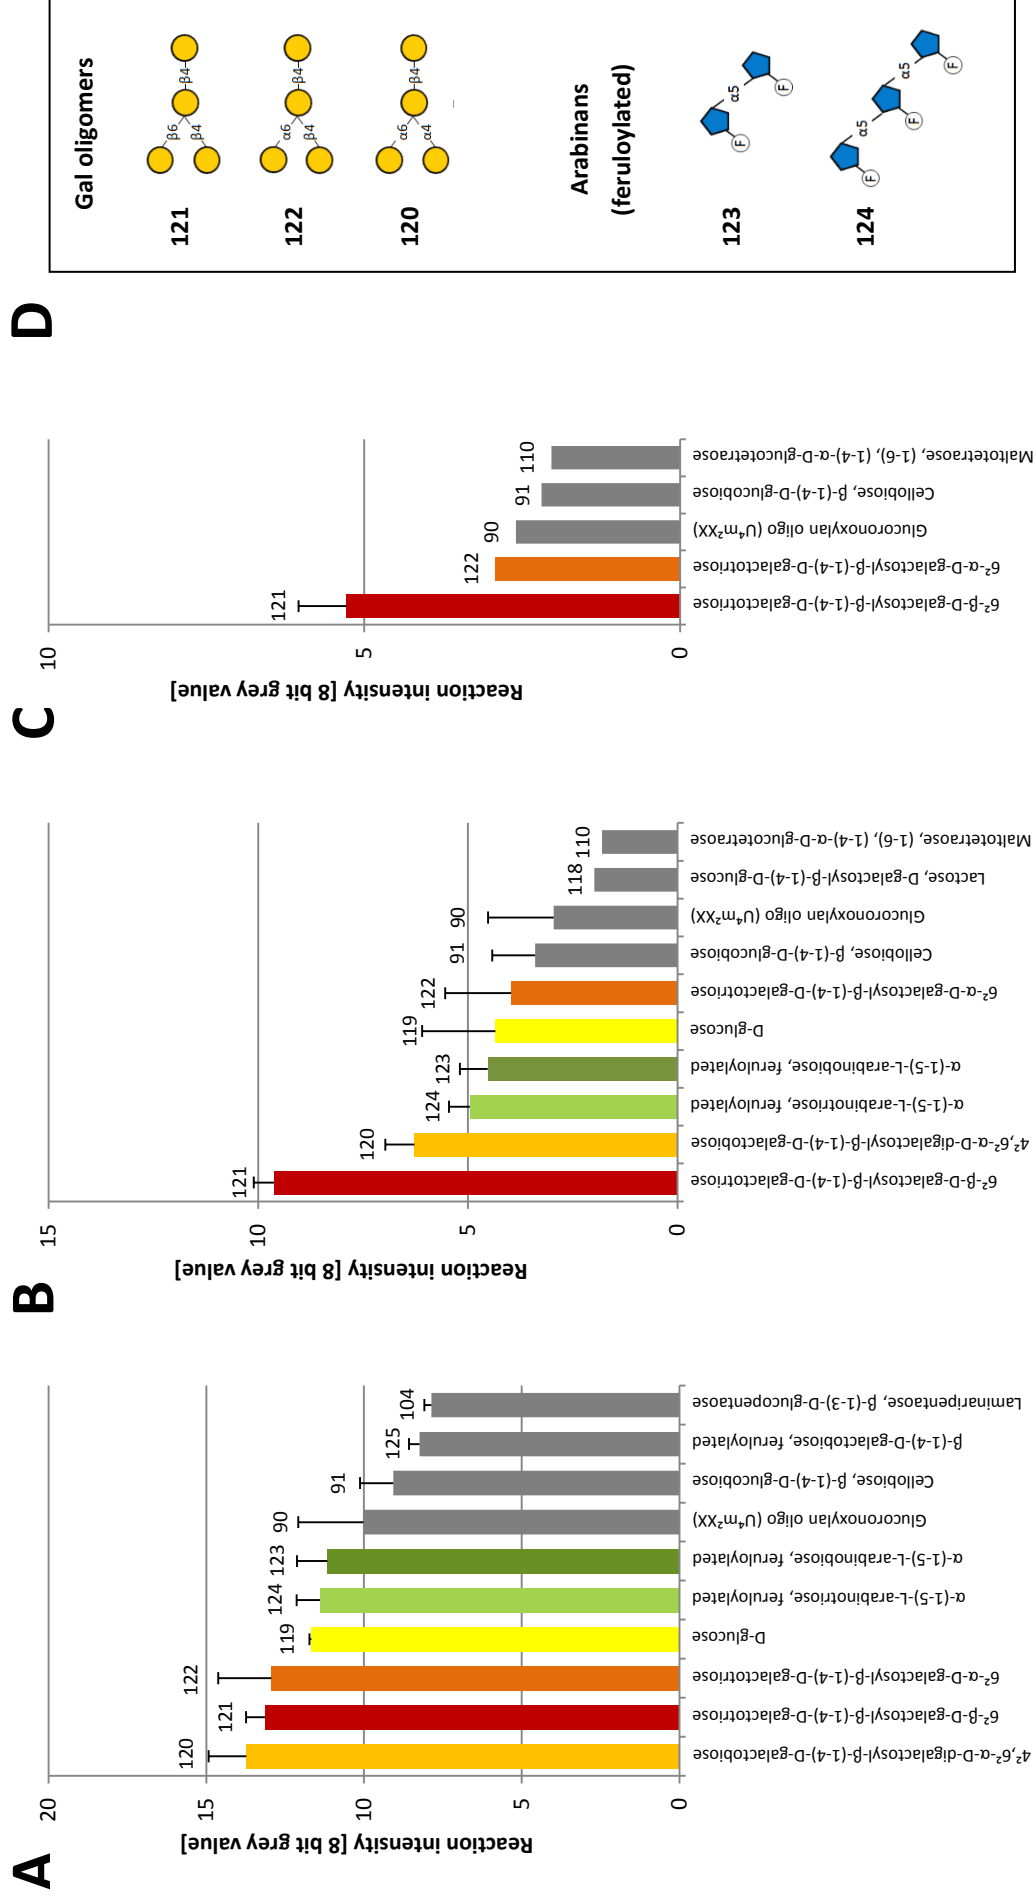 A
Reaction intensity [8 bit grey value]
20
15
10
5
0
120
121
122
119
124
123
90
91
125
104
4²,6²-α-D-digalactosyl-β-(1-4)-D-galactobiose
6²-β-D-galactosyl-β-(1-4)-D-galactotriose
6²-α-D-galactosyl-β-(1-4)-D-galactotriose
D-glucose
α-(1-5)-L-arabinotriose, feruloylated
α-(1-5)-L-arabinobiose, feruloylated
Glucoronoxylan oligo (U⁴m²XX)
Cellobiose, β-(1-4)-D-glucobiose
β-(1-4)-D-galactobiose, feruloylated
Laminaripentaose, β-(1-3)-D-glucopentaose
B
Reaction intensity [8 bit grey value]
15
10
5
0
121
120
124
123
119
122
91
90
118
110
6²-β-D-galactosyl-β-(1-4)-D-galactotriose
4²,6²-α-D-digalactosyl-β-(1-4)-D-galactobiose
α-(1-5)-L-arabinotriose, feruloylated
α-(1-5)-L-arabinobiose, feruloylated
D-glucose
6²-α-D-galactosyl-β-(1-4)-D-galactotriose
Cellobiose, β-(1-4)-D-glucobiose
Glucoronoxylan oligo (U⁴m²XX)
Lactose, D-galactosyl-β-(1-4)-D-glucose
Maltotetraose, (1-6), (1-4)-α-D-glucotetraose
C
Reaction intensity [8 bit grey value]
10
5
0
121
122
90
91
110
6²-β-D-galactosyl-β-(1-4)-D-galactotriose
6²-α-D-galactosyl-β-(1-4)-D-galactotriose
Glucoronoxylan oligo (U⁴m²XX)
Cellobiose, β-(1-4)-D-glucobiose
Maltotetraose, (1-6), (1-4)-α-D-glucotetraose
D
Gal oligomers
121
β6
β4
β4
122
α6
β4
β4
120
α6
α4
β4
Arabinans
(feruloylated)
123
α5
F
F
124
α5
α5
F
F
F